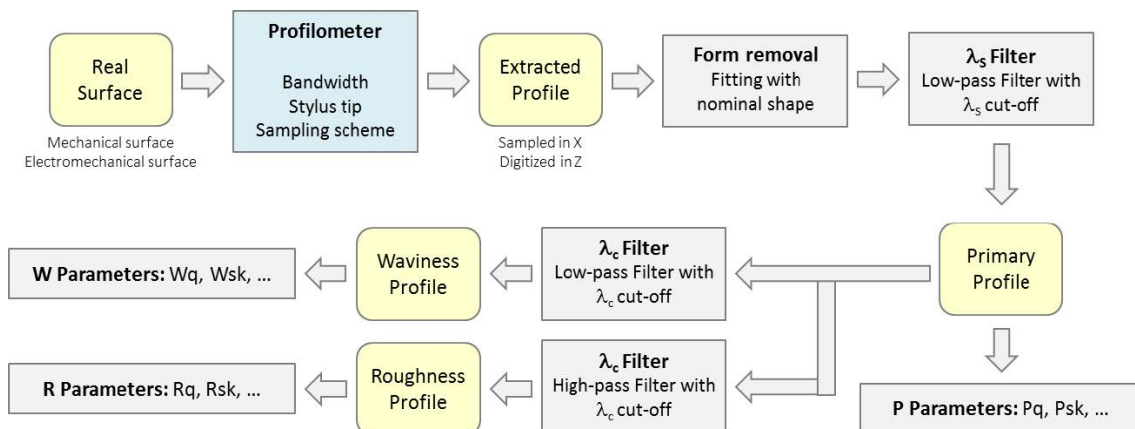 Real
Surface
Mechanical surface
Electromechanical surface
Profilometer
Bandwidth
Stylus tip
Sampling scheme
Extracted
Profile
Sampled in X
Digitized in Z
Form removal
Fitting with
nominal shape
λs Filter
Low-pass Filter with
λs cut-off
Primary
Profile
λc Filter
Low-pass Filter with
λc cut-off
Waviness
Profile
W Parameters: Wq, Wsk, ...
λc Filter
High-pass Filter with
λc cut-off
Roughness
Profile
R Parameters: Rq, Rsk, ...
P Parameters: Pq, Psk, ...